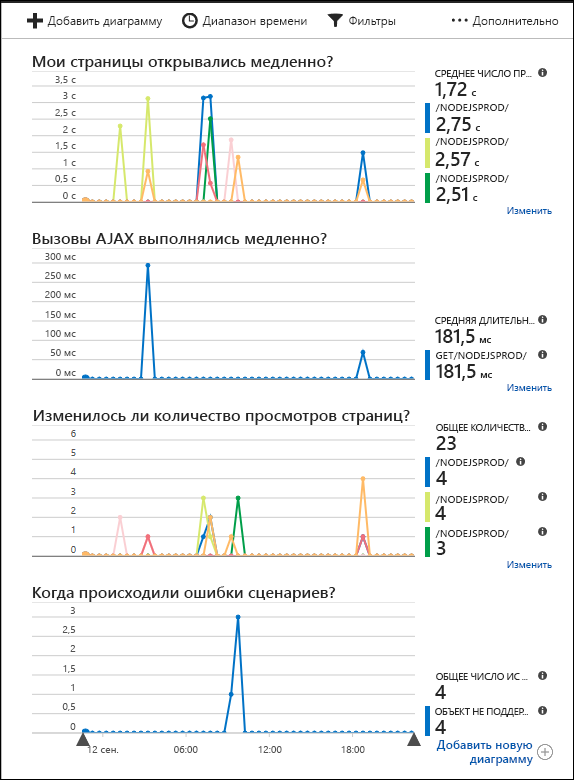 Добавить диаграмму Диапазон времени Фильтры Дополнительно
Мои страницы открывались медленно?
3,5 с
3 с
2,5 с
2 с
1,5 с
1 с
0,5 с
0 с
СРЕДНЕЕ ЧИСЛО ПР...
1,72 с
/NODEJSPROD/
2,75 с
/NODEJSPROD/
2,57 с
/NODEJSPROD/
2,51 с
Изменить
Вызовы AJAX выполнялись медленно?
300 мс
250 мс
200 мс
150 мс
100 мс
50 мс
0 мс
СРЕДНЯЯ ДЛИТЕЛЬН...
181,5 мс
GET/NODEJSPROD/
181,5 мс
Изменить
Изменилось ли количество просмотров страниц?
6
5
4
3
2
1
0
ОБЩЕЕ КОЛИЧЕСТВ...
23
/NODEJSPROD/
4
/NODEJSPROD/
4
/NODEJSPROD/
3
Изменить
Когда происходили ошибки сценариев?
3
2,5
2
1,5
1
0,5
0
12 сен. 06:00 12:00 18:00
ОБЩЕЕ ЧИСЛО ИС ...
4
ОБЪЕКТ НЕ ПОДДЕР...
4
Добавить новую
диаграмму